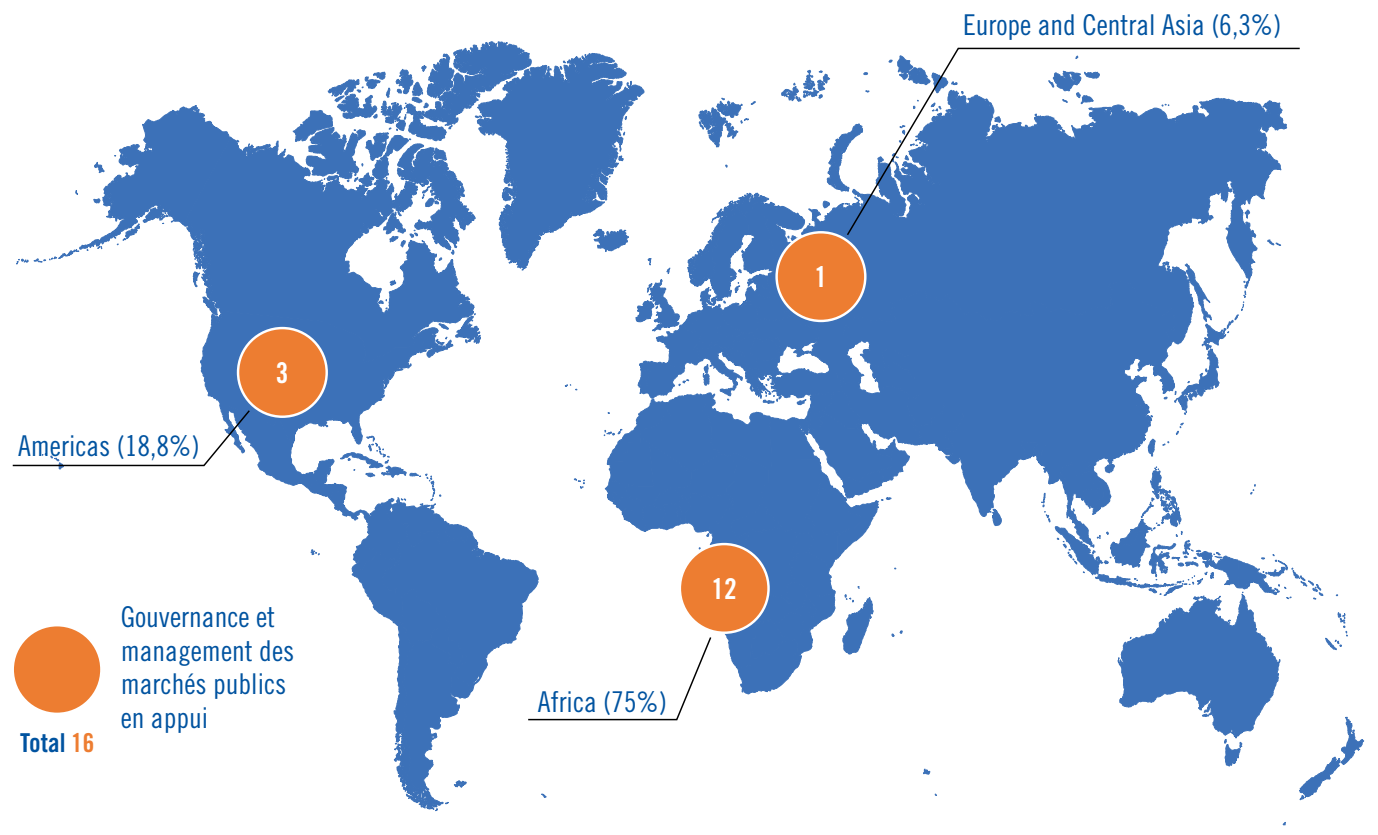 Europe and Central Asia (6,3%)
1
3
Americas (18,8%)
12
Africa (75%)
Gouvernance et
management des
marchés publics
en appui
Total 16